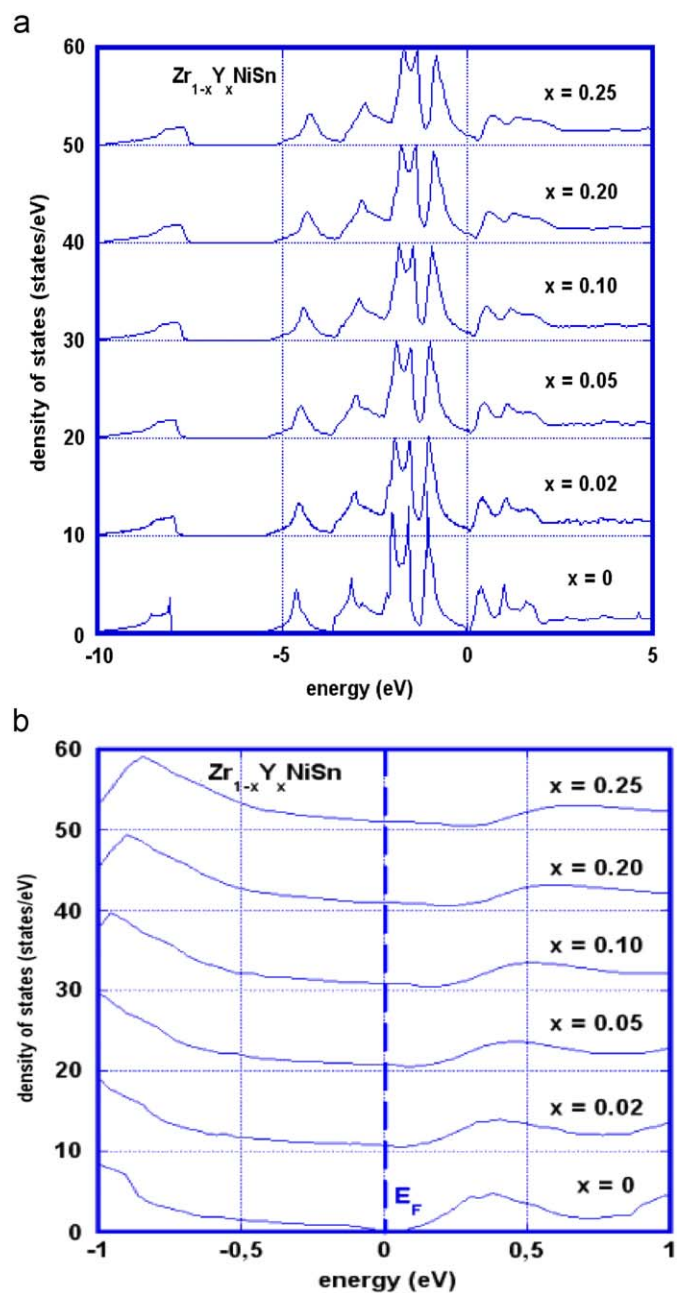 a
60
50
40
30
20
10
0
density of states (states/eV)
Zr1-xYxNiSn
x = 0.25
x = 0.20
x = 0.10
x = 0.05
x = 0.02
x = 0
-10
-5
0
5
energy (eV)
b
60
50
40
30
20
10
0
density of states (states/eV)
Zr1-xYxNiSn
x = 0.25
x = 0.20
x = 0.10
x = 0.05
x = 0.02
x = 0
EF
-1
-0,5
0
0,5
1
energy (eV)